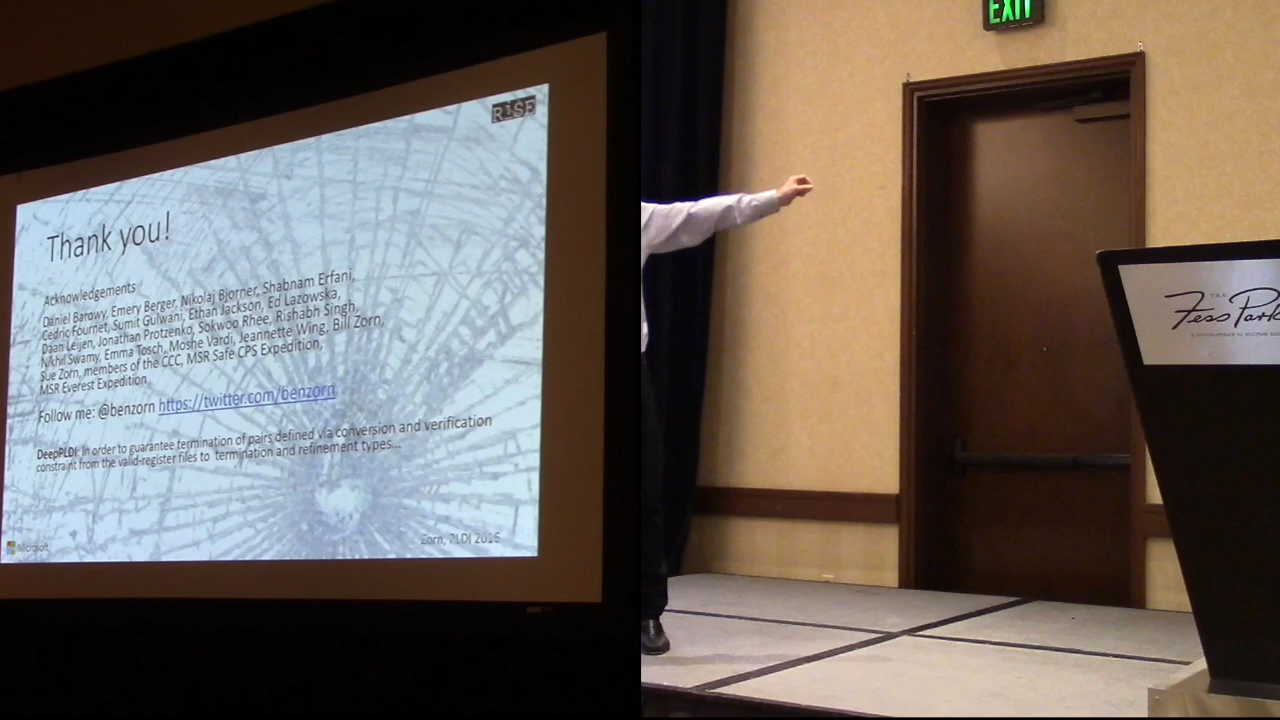 RiSE
Thank you!
Acknowledgements
Daniel Barowy, Emery Berger, Nikolaj Bjorner, Shabnam Erfani,
Cedric Fournet, Sumit Gulwani, Ethan Jackson, Ed Lazowska,
Daan Leijen, Jonathan Protzenko, Sokwoo Rhee, Rishabh Singh,
Nikhil Swamy, Emma Tosch, Moshe Vardi, Jeannette Wing, Bill Zorn,
Sue Zorn, members of the CCC, MSR Safe CPS Expedition,
MSR Everest Expedition
Follow me: @benzorn https://twitter.com/benzorn
DeepPLDI: In order to guarantee termination of pairs defined via conversion and verification
constraint from the valid-register files to termination and refinement types...
Microsoft
Zorn, PLDI 2016
EXIT
THE
Fess Park